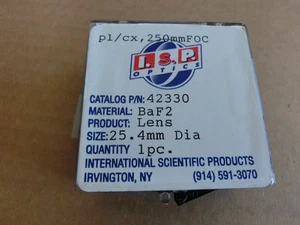 pl/cx,250mmFOC
I.S.P.
OPTICS
CATALOG P/N: 42330
MATERIAL: BaF2
PRODUCT: Lens
SIZE: 25.4mm Dia
QUANTITY 1pc.
INTERNATIONAL SCIENTIFIC PRODUCTS
IRVINGTON, NY (914) 591-3070